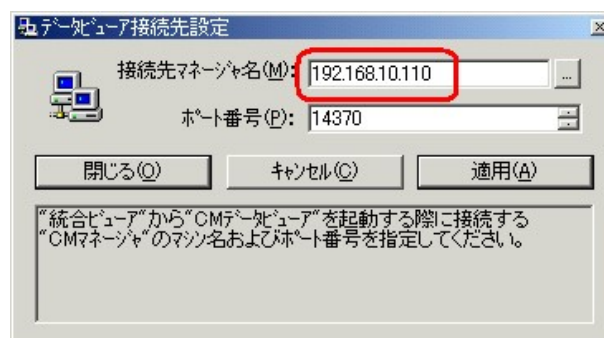 ﾃﾞｰﾀﾋﾞｭｰｱ接続先設定
接続先ﾏﾈｰｼﾞｬ名(M): 192.168.10.110 ...
ﾎﾟｰﾄ番号(P): 14370
閉じる(O) ｷｬﾝｾﾙ(C) 適用(A)
"統合ﾋﾞｭｰｱ"から"CMﾃﾞｰﾀﾋﾞｭｰｱ"を起動する際に接続する
"CMﾏﾈｰｼﾞｬ"のﾏｼﾝ名およびﾎﾟｰﾄ番号を指定してください。